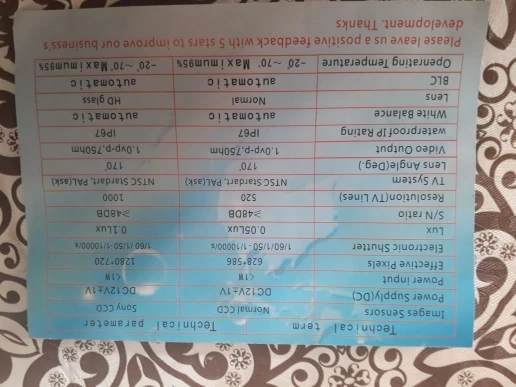 Technical term Technical parameter
Images Sensors Normal CCD Sony CCD
Power Supply(DC) DC12V±1V DC12V±1V
Power Input <1W <1W
Effective Pixels 628*586 1280*720
Electronic Shutter 1/60/1/50-1/10000/s 1/60/1/50/1/10000/s
Lux 0.05Lux 0.1Lux
S/N ratio ≥48DB ≥48DB
Resolution(TV Lines) 520 1000
TV System NTSC Stardart, PAL(ask) NTSC Stardart, PAL(ask)
Lens Angle(Deg.) 170° 170°
Video Output 1.0vp-p,750hm 1.0vp-p,750hm
waterproof IP Rating IP67 IP67
White Balance automatic automatic
Lens Normal HD glass
BLC automatic automatic
Operating Temperature -20°~70° Maximum95% -20°~70° Maximum95%
Please leave us a positive feedback with 5 stars to improve our business's
development. Thanks